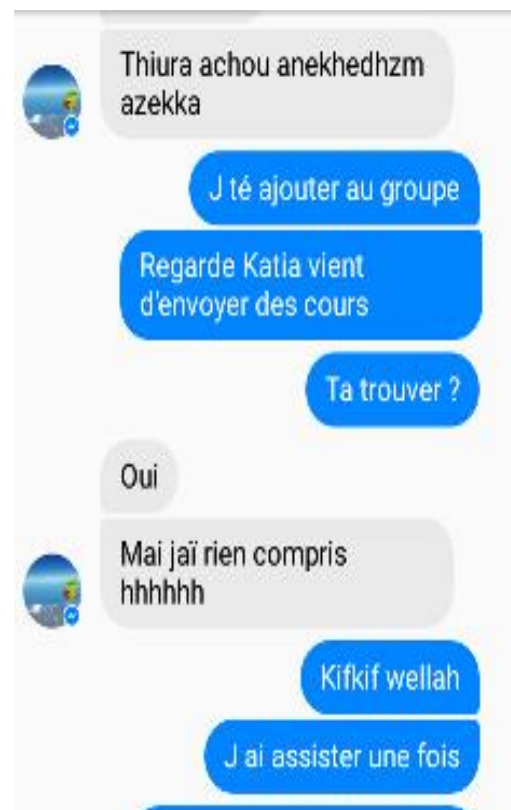 Thiura achou anekhedhzm
azekka
J té ajouter au groupe
Regarde Katia vient
d'envoyer des cours
Ta trouver ?
Oui
Mai jaï rien compris
hhhhhh
Kifkif wellah
J ai assister une fois